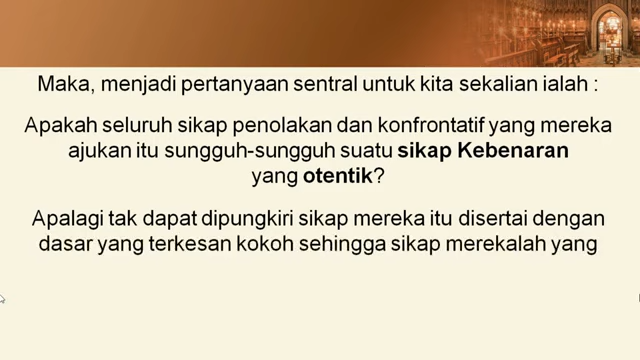 Maka, menjadi pertanyaan sentral untuk kita sekalian ialah :
Apakah seluruh sikap penolakan dan konfrontatif yang mereka
ajukan itu sungguh-sungguh suatu sikap Kebenaran
yang otentik?
Apalagi tak dapat dipungkiri sikap mereka itu disertai dengan
dasar yang terkesan kokoh sehingga sikap merekalah yang